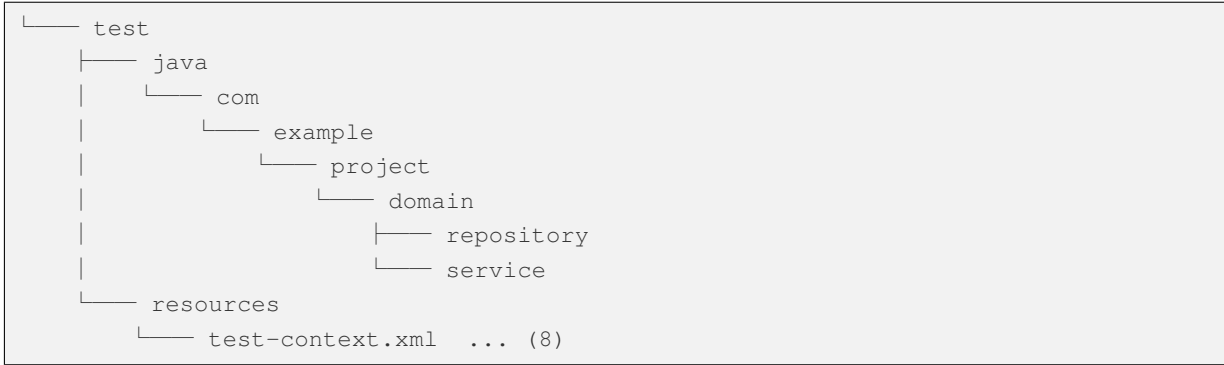 └── test
    ├── java
    │   └── com
    │       └── example
    │           └── project
    │               └── domain
    │                   ├── repository
    │                   └── service
    └── resources
        └── test-context.xml  ... (8)